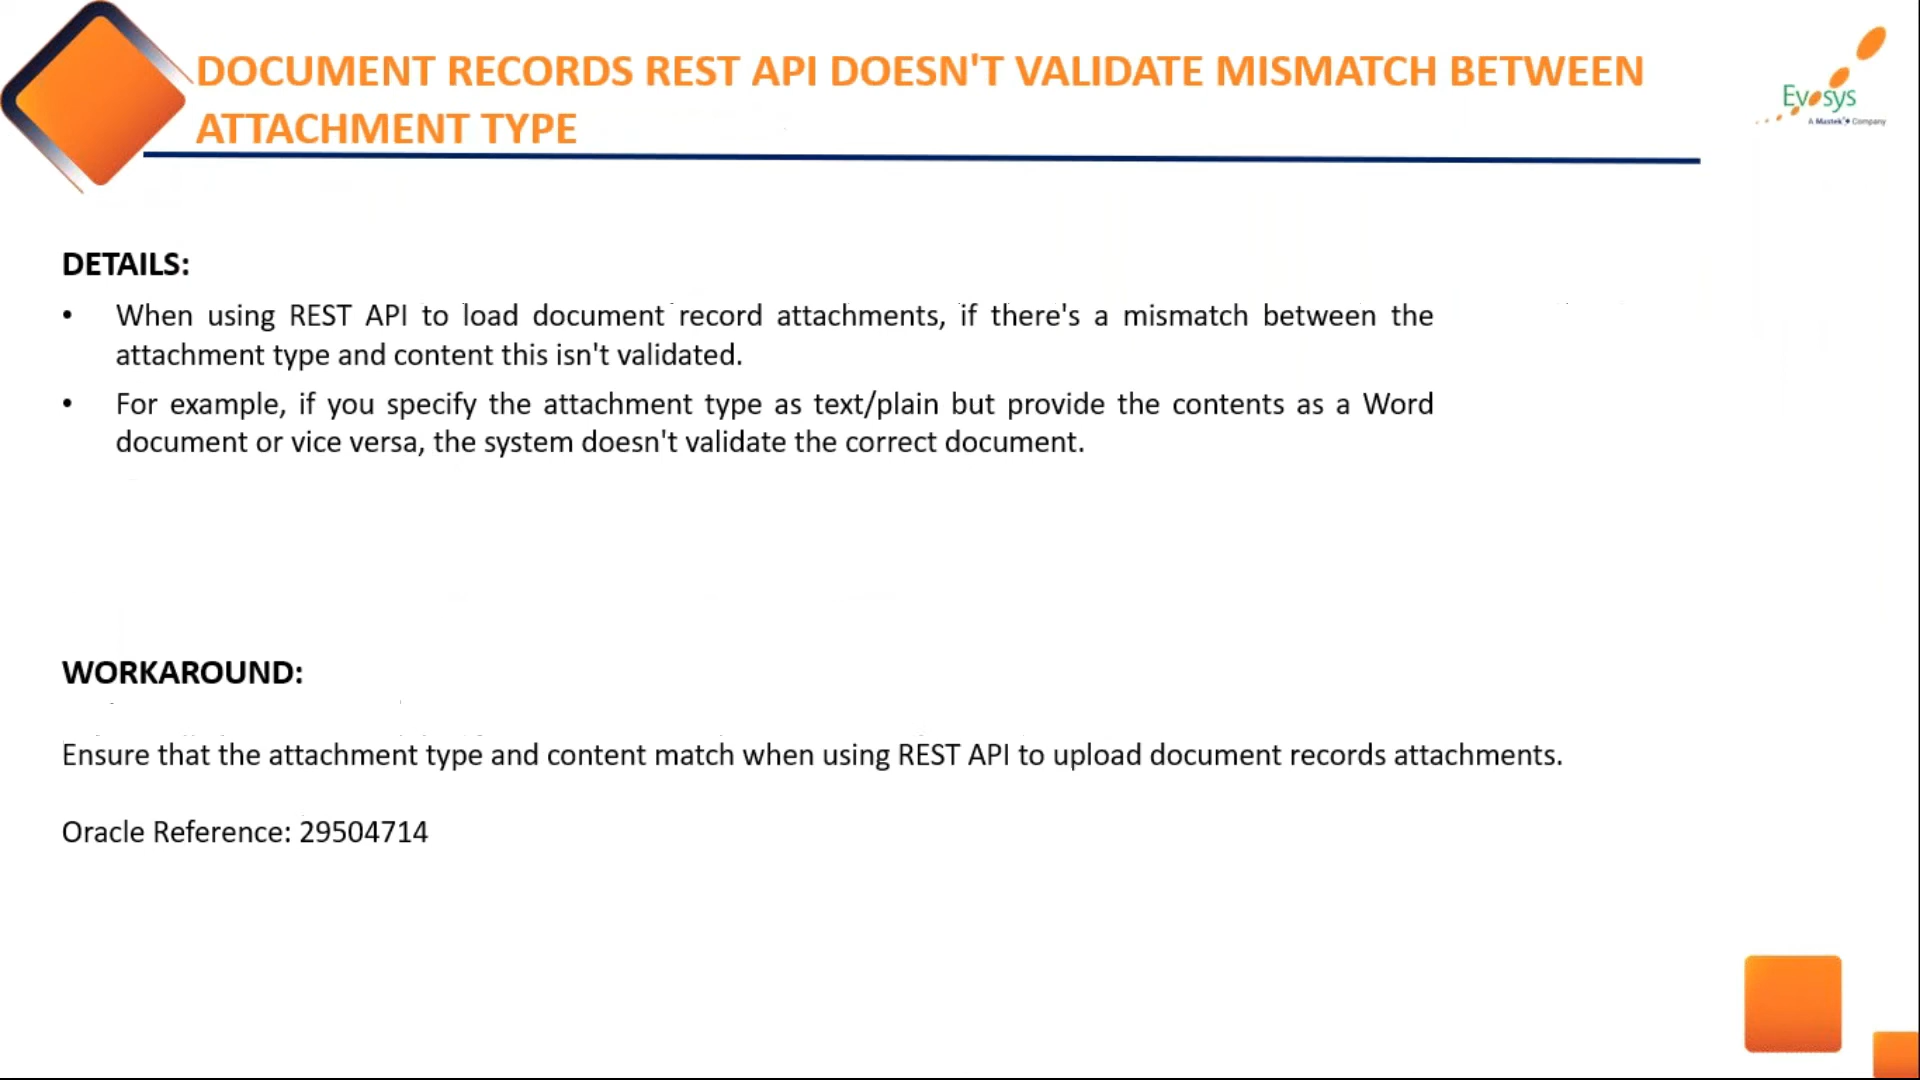 DOCUMENT RECORDS REST API DOESN'T VALIDATE MISMATCH BETWEEN
ATTACHMENT TYPE
Evosys
A Mastek Company
DETAILS:
• When using REST API to load document record attachments, if there's a mismatch between the
attachment type and content this isn't validated.
• For example, if you specify the attachment type as text/plain but provide the contents as a Word
document or vice versa, the system doesn't validate the correct document.
WORKAROUND:
Ensure that the attachment type and content match when using REST API to upload document records attachments.
Oracle Reference: 29504714